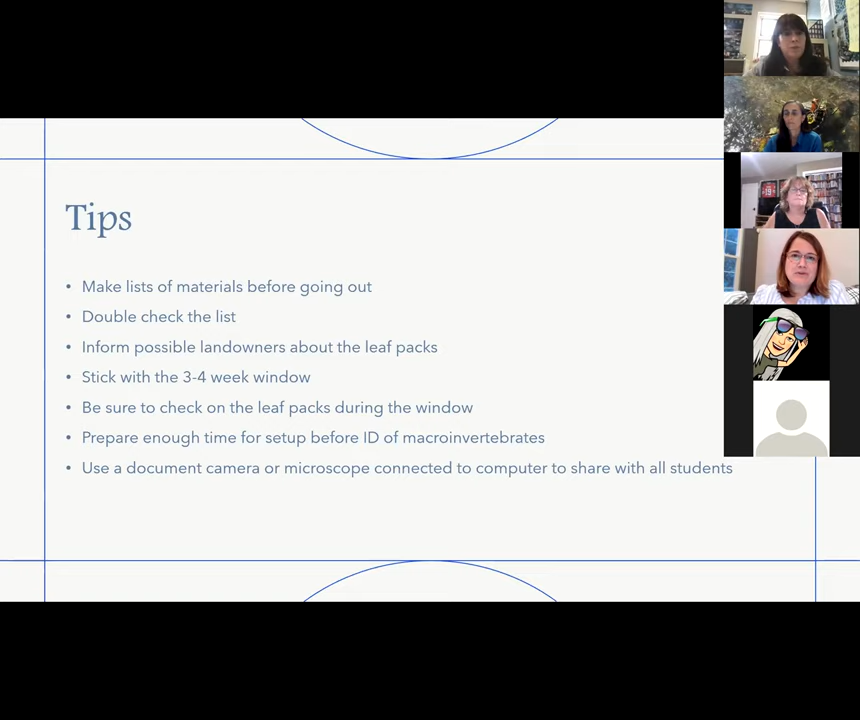 Tips
• Make lists of materials before going out
• Double check the list
• Inform possible landowners about the leaf packs
• Stick with the 3-4 week window
• Be sure to check on the leaf packs during the window
• Prepare enough time for setup before ID of macroinvertebrates
• Use a document camera or microscope connected to computer to share with all students